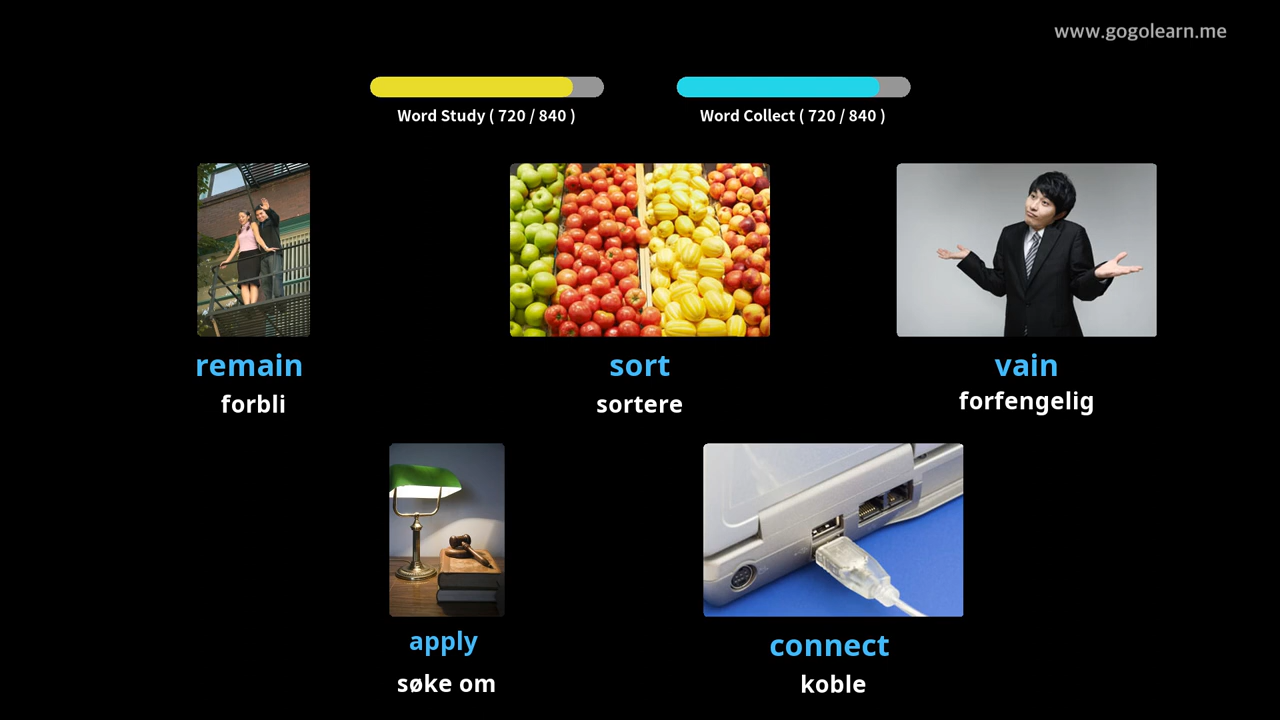 www.gogolearn.me
Word Study ( 720 / 840 )
Word Collect ( 720 / 840 )
remain
forbli
sort
sortere
vain
forfengelig
apply
søke om
connect
koble